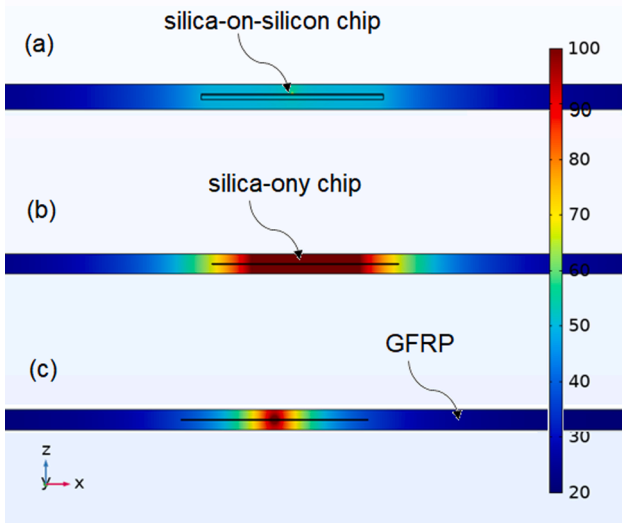 silica-on-silicon chip
(a)
silica-ony chip
(b)
GFRP
(c)
z
y
x
100
90
80
70
60
50
40
30
20